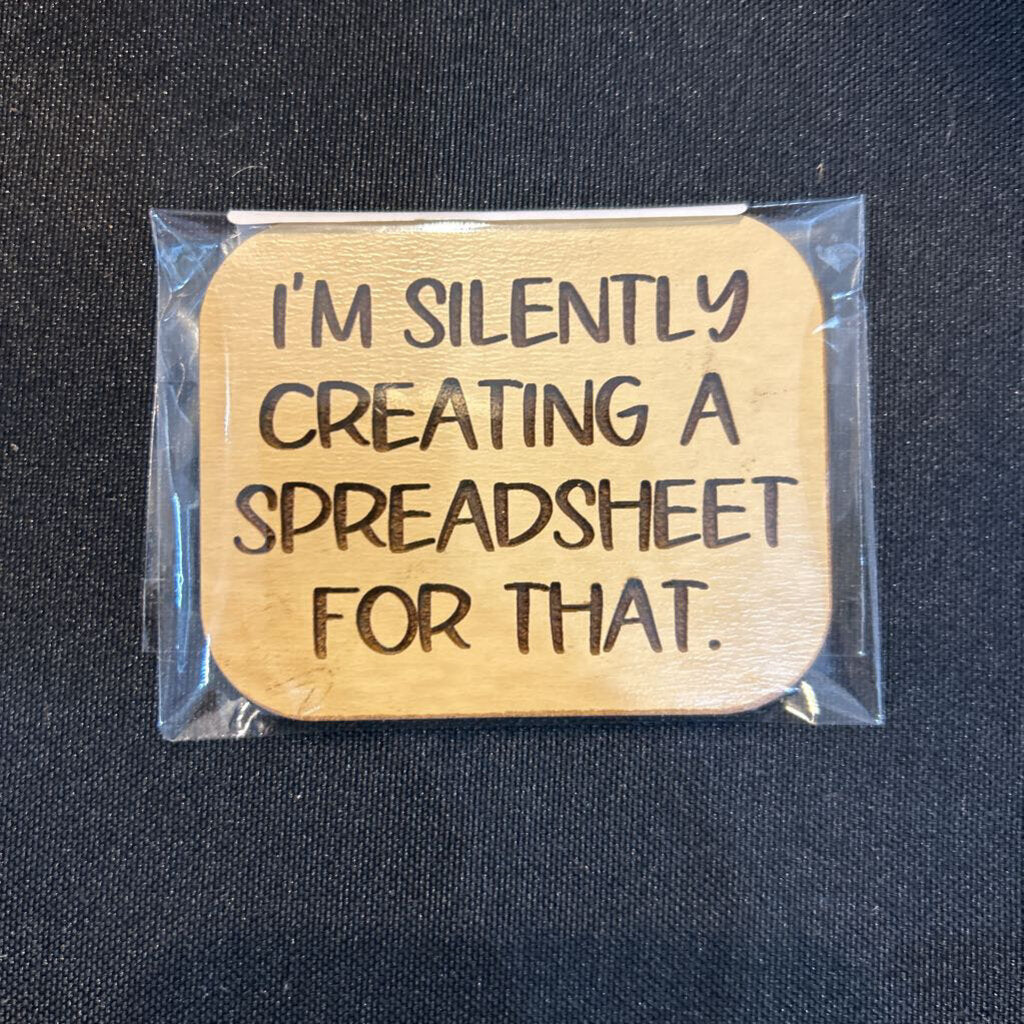 I'M SILENTLY
CREATING A
SPREADSHEET
FOR THAT.